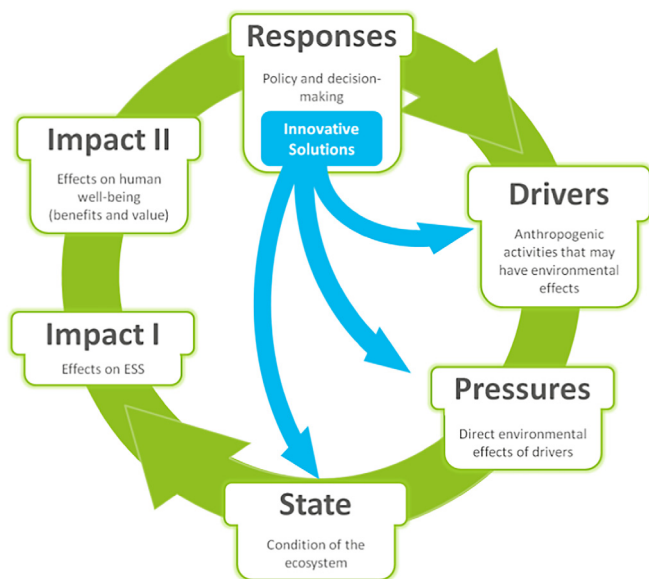 Responses
Policy and decision-
making
Innovative
Solutions
Drivers
Anthropogenic
activities that may
have environmental
effects
Pressures
Direct environmental
effects of drivers
State
Condition of the
ecosystem
Impact I
Effects on ESS
Impact II
Effects on human
well-being
(benefits and value)